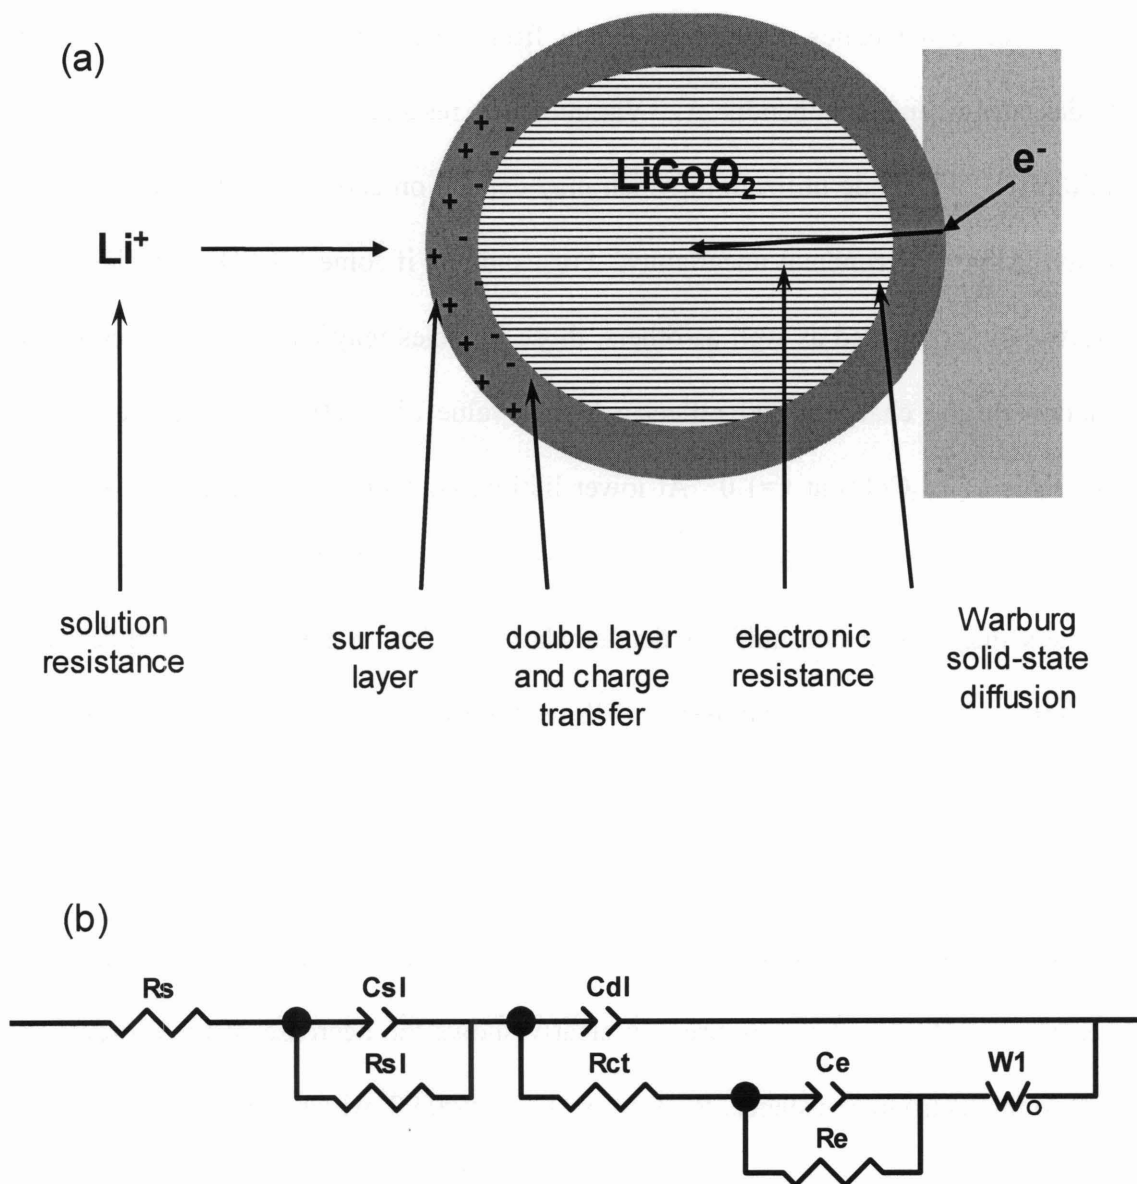 (a)
LiCoO₂
e⁻
Li⁺
+ - + - + - + - + - + - + - + - +
solution
resistance
surface
layer
double layer
and charge
transfer
electronic
resistance
Warburg
solid-state
diffusion
(b)
Rs
Csl
Cdl
Rsl
Rct
Ce
W1
Re